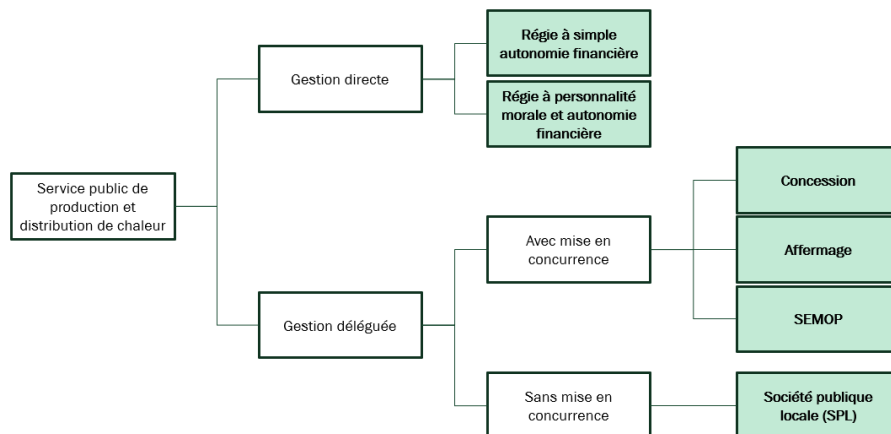 Service public de
production et
distribution de chaleur
Gestion directe
Régie à simple
autonomie financière
Régie à personnalité
morale et autonomie
financière
Gestion déléguée
Avec mise en
concurrence
Concession
Affermage
SEMOP
Sans mise en
concurrence
Société publique
locale (SPL)